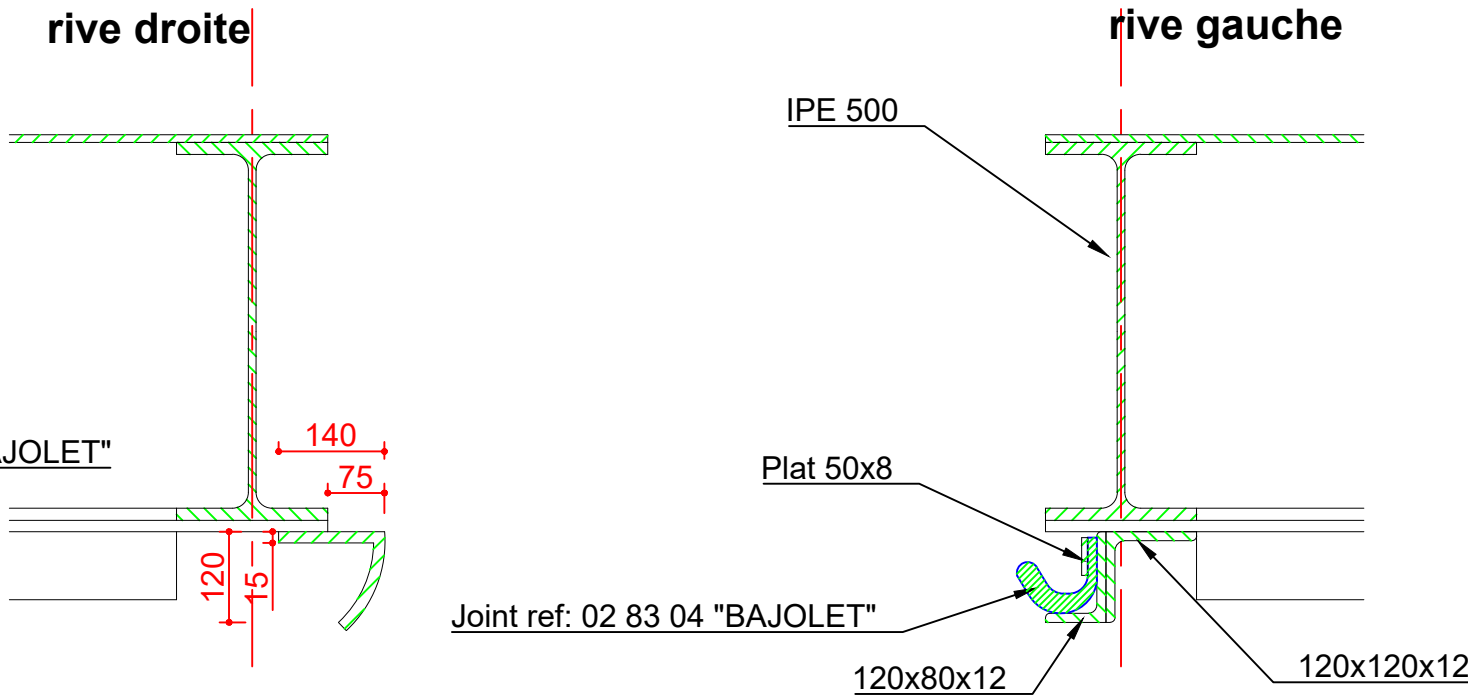 rive droite
rive gauche
IPE 500
140
AJOLET"
75
Plat 50x8
120
15
Joint ref: 02 83 04 "BAJOLET"
120x80x12
120x120x12